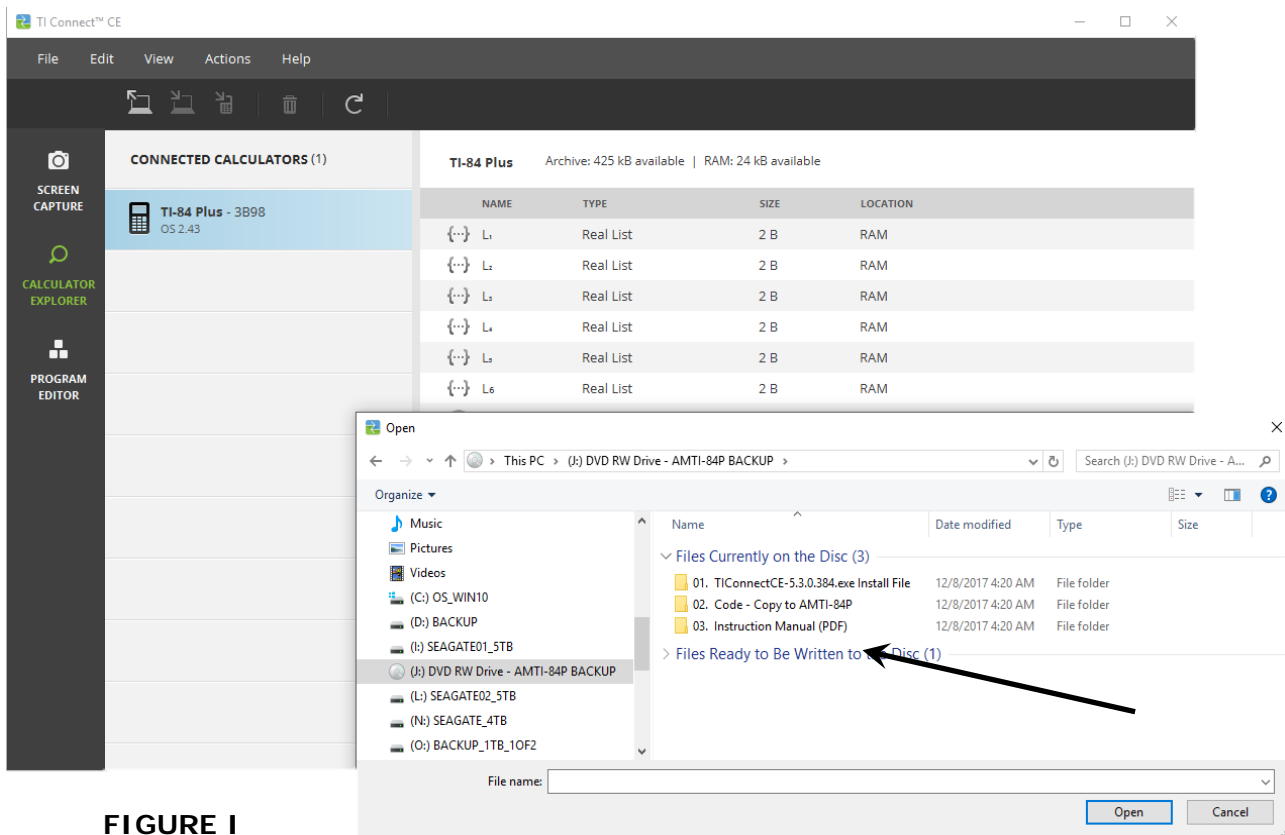 TI Connect™ CE
File Edit View Actions Help
SCREEN
CAPTURE
CALCULATOR
EXPLORER
PROGRAM
EDITOR
CONNECTED CALCULATORS (1)
TI-84 Plus - 3B98
OS 2.43
TI-84 Plus Archive: 425 kB available | RAM: 24 kB available
NAME TYPE SIZE LOCATION
{···} L₁ Real List 2 B RAM
{···} L₂ Real List 2 B RAM
{···} L₃ Real List 2 B RAM
{···} L₄ Real List 2 B RAM
{···} L₅ Real List 2 B RAM
{···} L₆ Real List 2 B RAM
Open
This PC > (J:) DVD RW Drive - AMTI-84P BACKUP >
Search (J:) DVD RW Drive - A...
Organize
Music
Pictures
Videos
(C:) OS_WIN10
(D:) BACKUP
(I:) SEAGATE01_5TB
(J:) DVD RW Drive - AMTI-84P BACKUP
(L:) SEAGATE02_5TB
(N:) SEAGATE_4TB
(O:) BACKUP_1TB_1OF2
Name Date modified Type Size
Files Currently on the Disc (3)
01. TIConnectCE-5.3.0.384.exe Install File 12/8/2017 4:20 AM File folder
02. Code - Copy to AMTI-84P 12/8/2017 4:20 AM File folder
03. Instruction Manual (PDF) 12/8/2017 4:20 AM File folder
Files Ready to Be Written to the Disc (1)
File name:
Open Cancel
FIGURE I